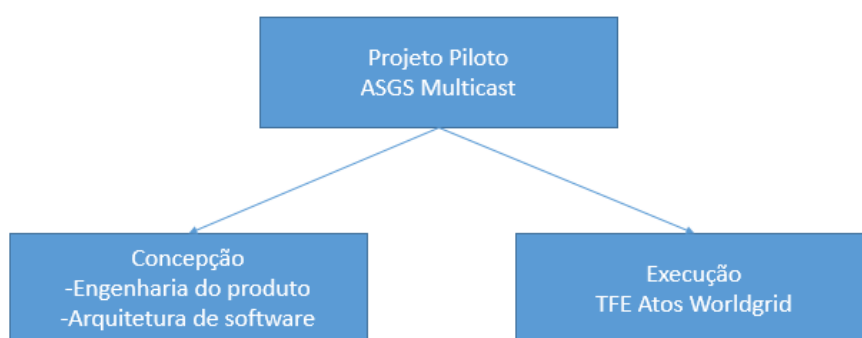 Projeto Piloto
ASGS Multicast
Concepção
-Engenharia do produto
-Arquitetura de software
Execução
TFE Atos Worldgrid